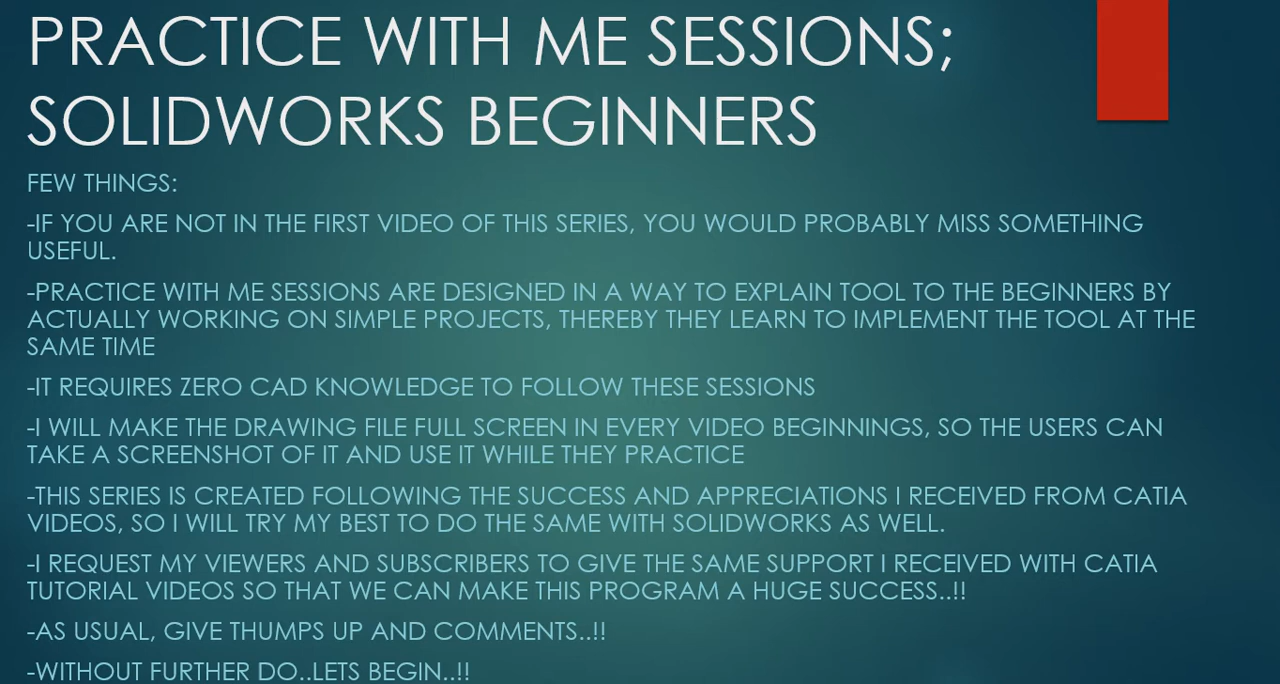 PRACTICE WITH ME SESSIONS;
SOLIDWORKS BEGINNERS
FEW THINGS:
-IF YOU ARE NOT IN THE FIRST VIDEO OF THIS SERIES, YOU WOULD PROBABLY MISS SOMETHING
USEFUL.
-PRACTICE WITH ME SESSIONS ARE DESIGNED IN A WAY TO EXPLAIN TOOL TO THE BEGINNERS BY
ACTUALLY WORKING ON SIMPLE PROJECTS, THEREBY THEY LEARN TO IMPLEMENT THE TOOL AT THE
SAME TIME
-IT REQUIRES ZERO CAD KNOWLEDGE TO FOLLOW THESE SESSIONS
-I WILL MAKE THE DRAWING FILE FULL SCREEN IN EVERY VIDEO BEGINNINGS, SO THE USERS CAN
TAKE A SCREENSHOT OF IT AND USE IT WHILE THEY PRACTICE
-THIS SERIES IS CREATED FOLLOWING THE SUCCESS AND APPRECIATIONS I RECEIVED FROM CATIA
VIDEOS, SO I WILL TRY MY BEST TO DO THE SAME WITH SOLIDWORKS AS WELL.
-I REQUEST MY VIEWERS AND SUBSCRIBERS TO GIVE THE SAME SUPPORT I RECEIVED WITH CATIA
TUTORIAL VIDEOS SO THAT WE CAN MAKE THIS PROGRAM A HUGE SUCCESS..!!
-AS USUAL, GIVE THUMPS UP AND COMMENTS..!!
-WITHOUT FURTHER DO..LETS BEGIN..!!